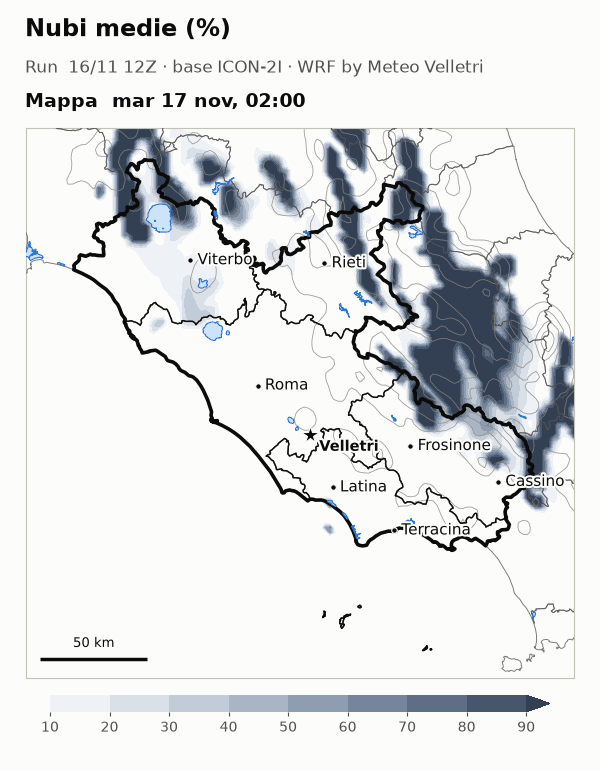 Nubi medie (%)
Run  16/11 12Z · base ICON-2I · WRF by Meteo Velletri
Mappa  mar 17 nov, 02:00
Viterbo
Rieti
Roma
Velletri
Frosinone
Cassino
Latina
Terracina
50 km
10 20 30 40 50 60 70 80 90